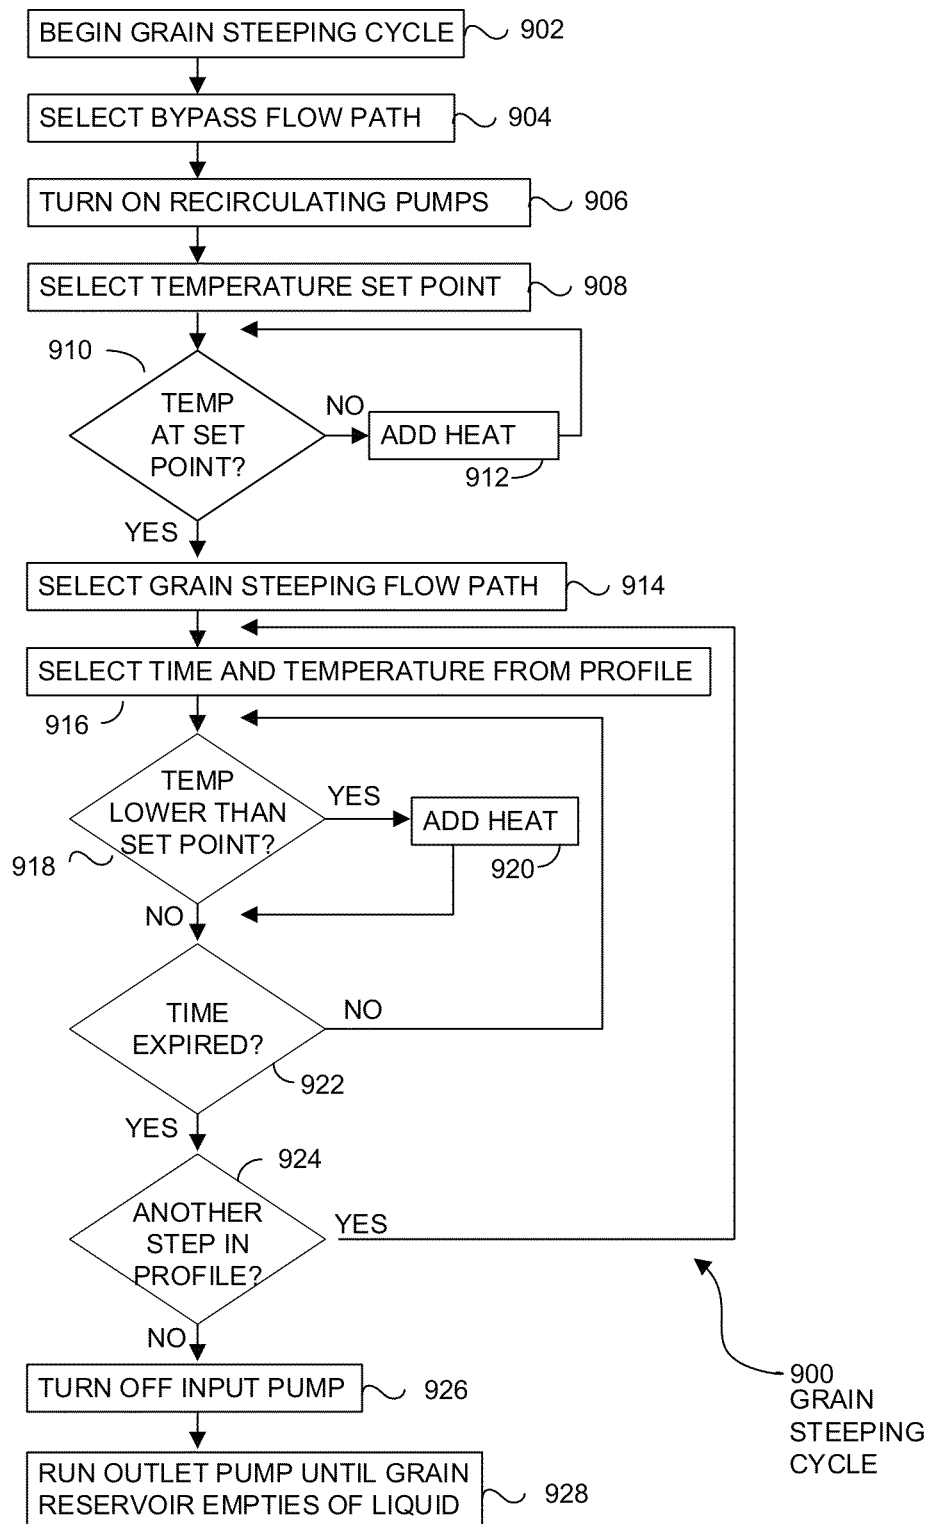 BEGIN GRAIN STEEPING CYCLE
902
SELECT BYPASS FLOW PATH
904
TURN ON RECIRCULATING PUMPS
906
SELECT TEMPERATURE SET POINT
908
910
TEMP
AT SET
POINT?
NO
ADD HEAT
912
YES
SELECT GRAIN STEEPING FLOW PATH
914
SELECT TIME AND TEMPERATURE FROM PROFILE
916
TEMP
LOWER THAN
SET POINT?
918
YES
ADD HEAT
920
NO
TIME
EXPIRED?
NO
922
YES
924
ANOTHER
STEP IN
PROFILE?
YES
NO
TURN OFF INPUT PUMP
926
RUN OUTLET PUMP UNTIL GRAIN
RESERVOIR EMPTIES OF LIQUID
928
900
GRAIN
STEEPING
CYCLE